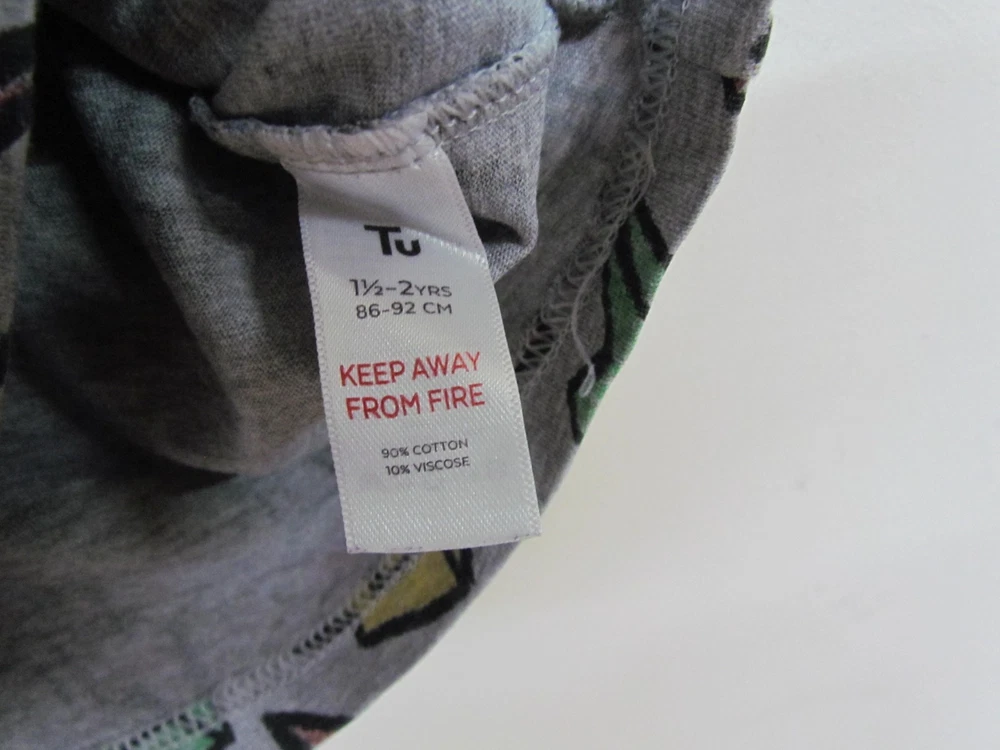 Tu
1½-2YRS
86-92 CM
KEEP AWAY
FROM FIRE
90% COTTON
10% VISCOSE